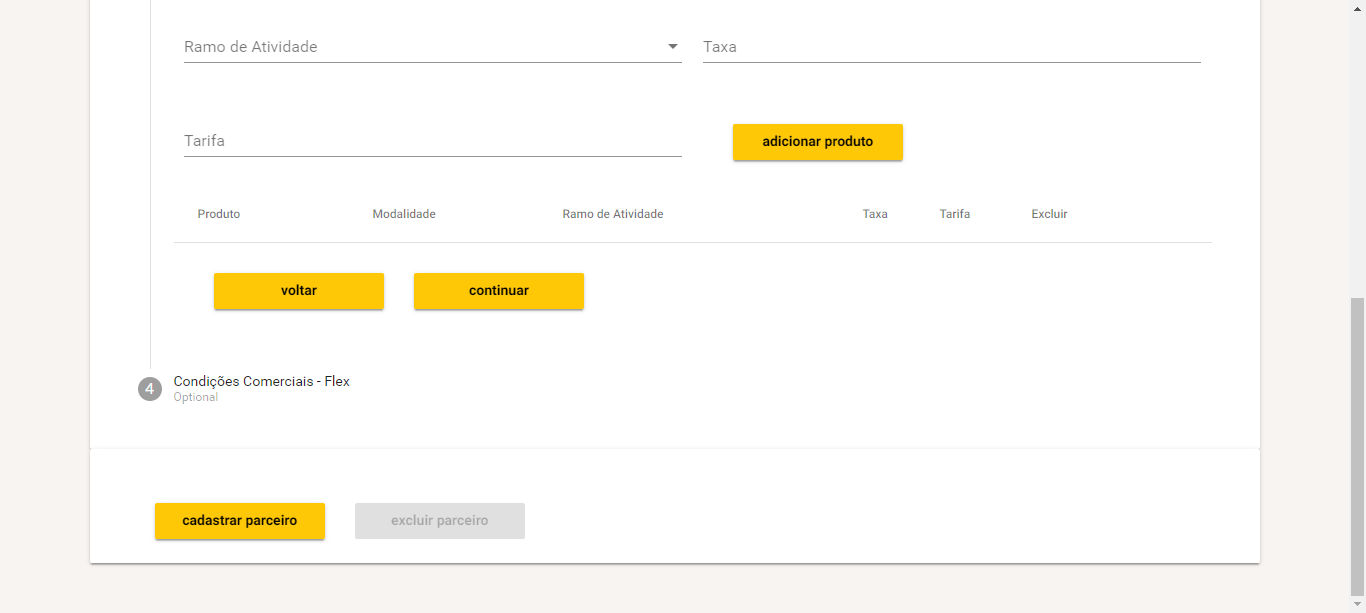 Ramo de Atividade
Taxa
Tarifa
adicionar produto
Produto Modalidade Ramo de Atividade Taxa Tarifa Excluir
voltar continuar
4 Condições Comerciais - Flex
Optional
cadastrar parceiro excluir parceiro